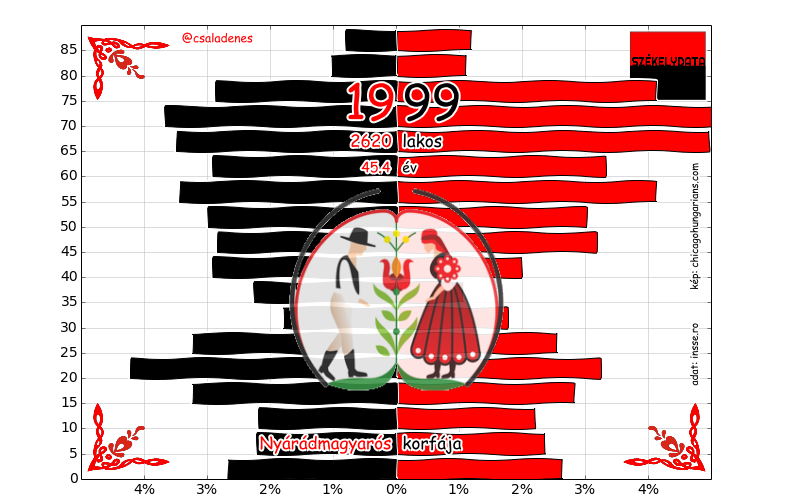 @csaladenes
SZÉKELYDATA
1999
2620 lakos
45.4 év
kép: chicagohungarians.com
adat: insse.ro
Nyárádmagyarós korfája
85
80
75
70
65
60
55
50
45
40
35
30
25
20
15
10
5
0
4% 3% 2% 1% 0% 1% 2% 3% 4%